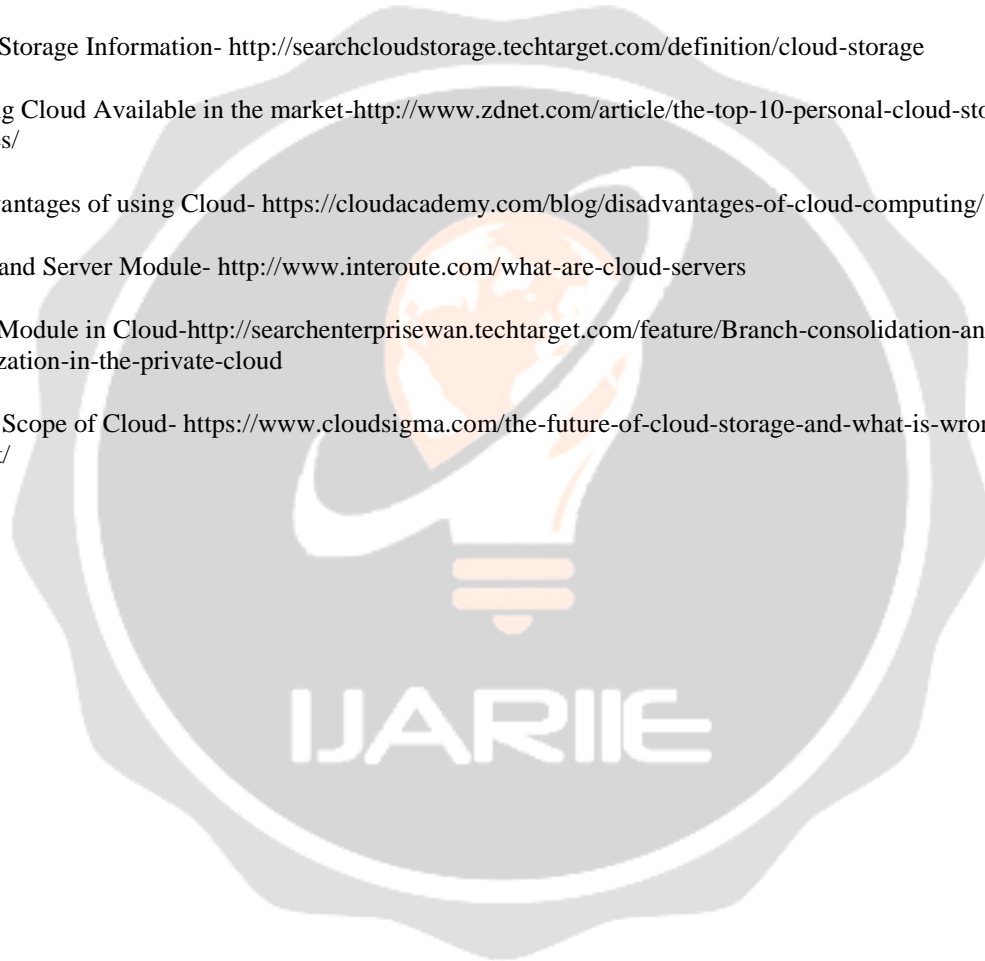 Storage Information- http://searchcloudstorage.techtarget.com/definition/cloud-storage
g Cloud Available in the market-http://www.zdnet.com/article/the-top-10-personal-cloud-sto
s/
antages of using Cloud- https://cloudacademy.com/blog/disadvantages-of-cloud-computing/
and Server Module- http://www.interoute.com/what-are-cloud-servers
Module in Cloud-http://searchenterprisewan.techtarget.com/feature/Branch-consolidation-an
zation-in-the-private-cloud
Scope of Cloud- https://www.cloudsigma.com/the-future-of-cloud-storage-and-what-is-wro
/
IJARIIE